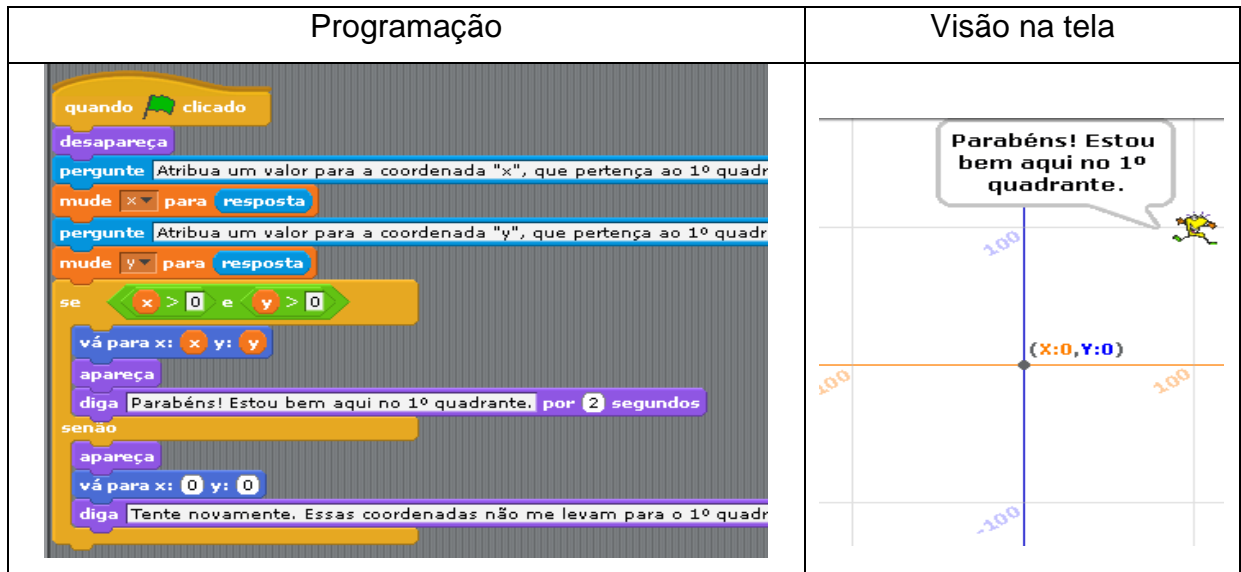 Programação
Visão na tela
quando clicado
desapareça
pergunte Atribua um valor para a coordenada "x", que pertença ao 1º quadr
mude x para resposta
pergunte Atribua um valor para a coordenada "y", que pertença ao 1º quadr
mude y para resposta
se x > 0 e y > 0
vá para x: x y: y
apareça
diga Parabéns! Estou bem aqui no 1º quadrante. por 2 segundos
senão
apareça
vá para x: 0 y: 0
diga Tente novamente. Essas coordenadas não me levam para o 1º quadr
Parabéns! Estou
bem aqui no 1º
quadrante.
100
(X:0,Y:0)
100
100
-100